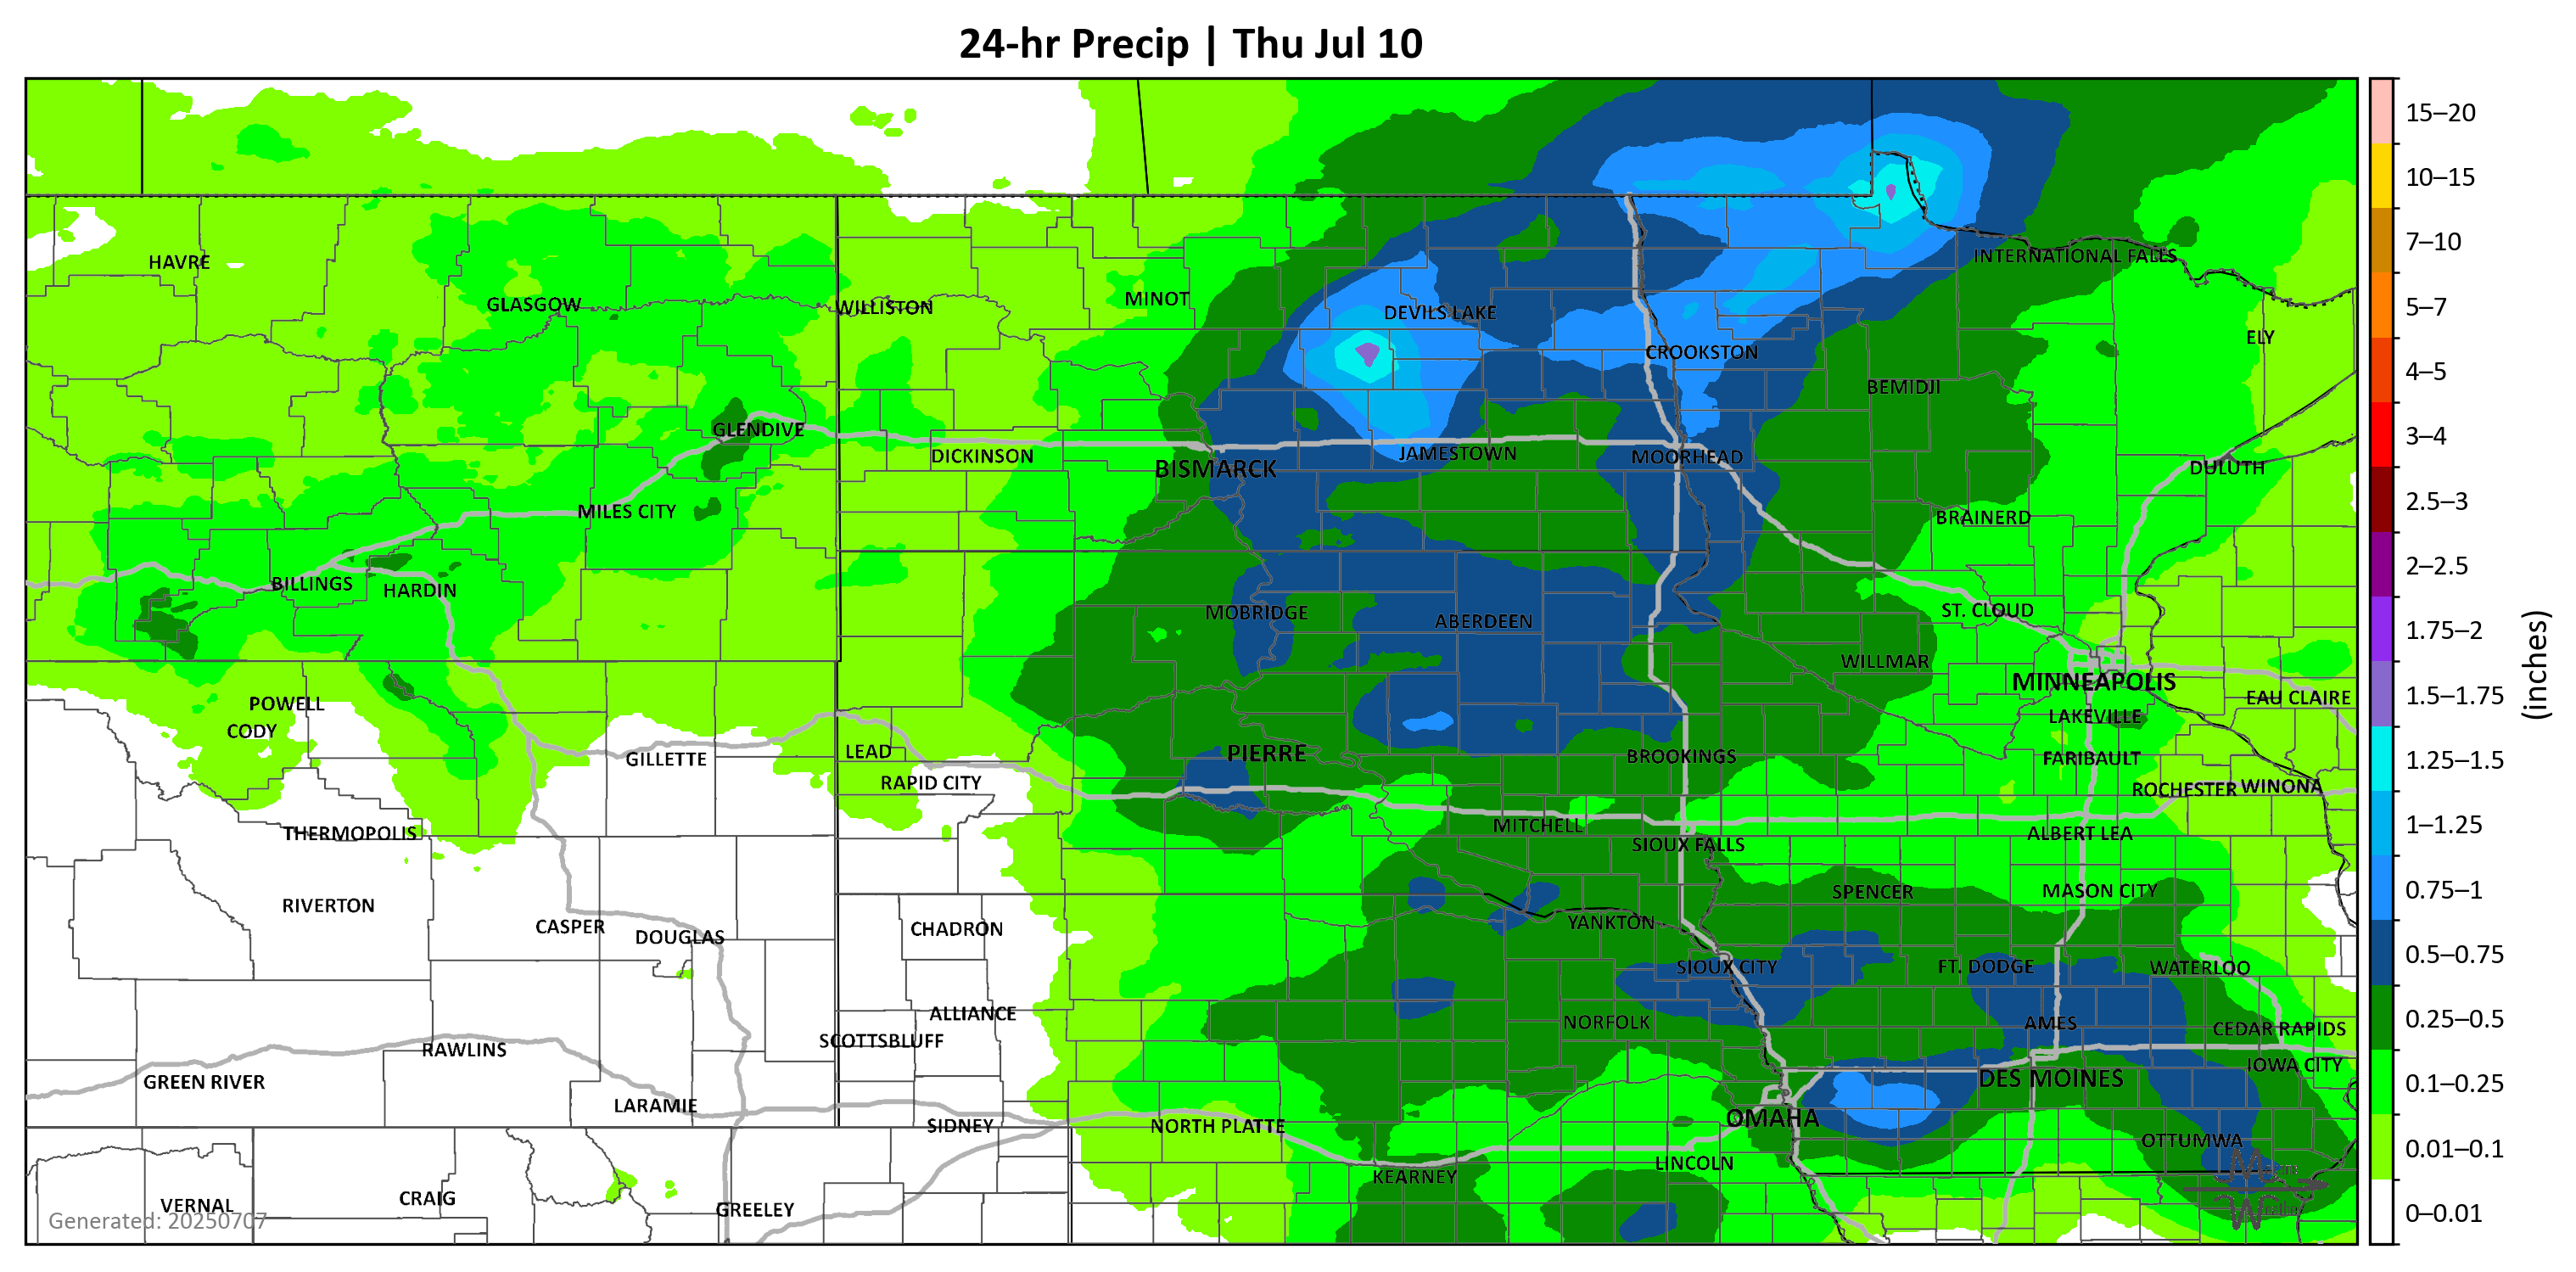 24-hr Precip | Thu Jul 10
15–20
10–15
7–10
5–7
4–5
3–4
2.5–3
2–2.5
1.75–2
1.5–1.75
1.25–1.5
1–1.25
0.75–1
0.5–0.75
0.25–0.5
0.1–0.25
0.01–0.1
0–0.01
(inches)
HAVRE
GLASGOW
WILLISTON
MINOT
DEVILS LAKE
INTERNATIONAL FALLS
ELY
CROOKSTON
BEMIDJI
GLENDIVE
DICKINSON
BISMARCK
JAMESTOWN
MOORHEAD
DULUTH
MILES CITY
BRAINERD
BILLINGS
HARDIN
MOBRIDGE
ABERDEEN
ST. CLOUD
WILLMAR
MINNEAPOLIS
EAU CLAIRE
POWELL
CODY
LAKEVILLE
GILLETTE
LEAD
PIERRE
BROOKINGS
FARIBAULT
RAPID CITY
ROCHESTER
WINONA
THERMOPOLIS
MITCHELL
SIOUX FALLS
ALBERT LEA
RIVERTON
SPENCER
MASON CITY
CASPER
DOUGLAS
CHADRON
YANKTON
SIOUX CITY
FT. DODGE
WATERLOO
ALLIANCE
NORFOLK
AMES
CEDAR RAPIDS
RAWLINS
SCOTTSBLUFF
IOWA CITY
GREEN RIVER
DES MOINES
LARAMIE
SIDNEY
NORTH PLATTE
OMAHA
OTTUMWA
LINCOLN
KEARNEY
VERNAL
CRAIG
GREELEY
Generated: 20250707